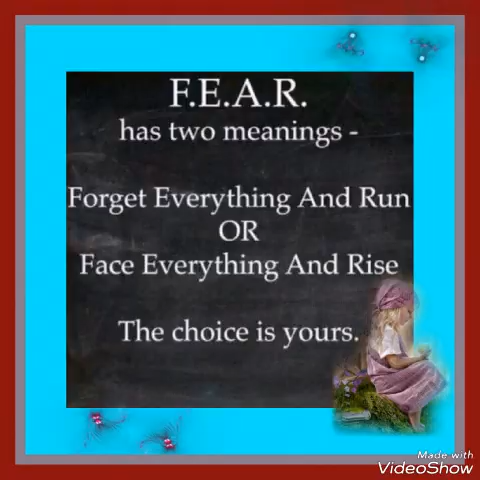 F.E.A.R.
has two meanings -
Forget Everything And Run
OR
Face Everything And Rise
The choice is yours.
Made with
VideoShow